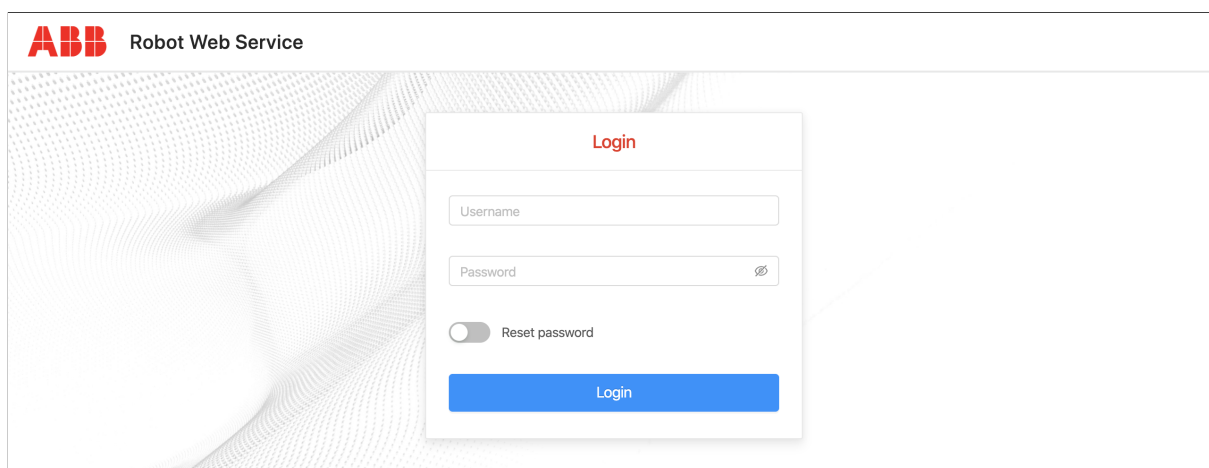 ABB Robot Web Service
Login
Username
Password
Reset password
Login